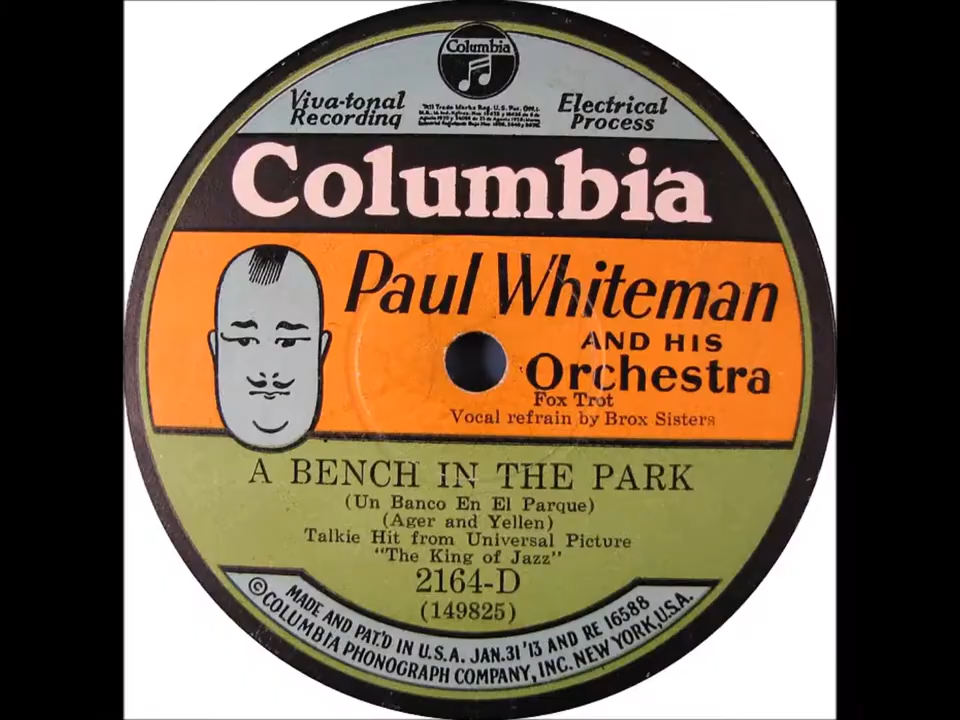 Columbia
Viva-tonal
Recording
Electrical
Process
Columbia
Paul Whiteman
AND HIS
Orchestra
Fox Trot
Vocal refrain by Brox Sisters
A BENCH IN THE PARK
(Un Banco En El Parque)
(Ager and Yellen)
Talkie Hit from Universal Picture
"The King of Jazz"
2164-D
(149825)
MADE AND PAT'D IN U.S.A. JAN.31 '13 AND RE 16588
©COLUMBIA PHONOGRAPH COMPANY, INC. NEW YORK, U.S.A.